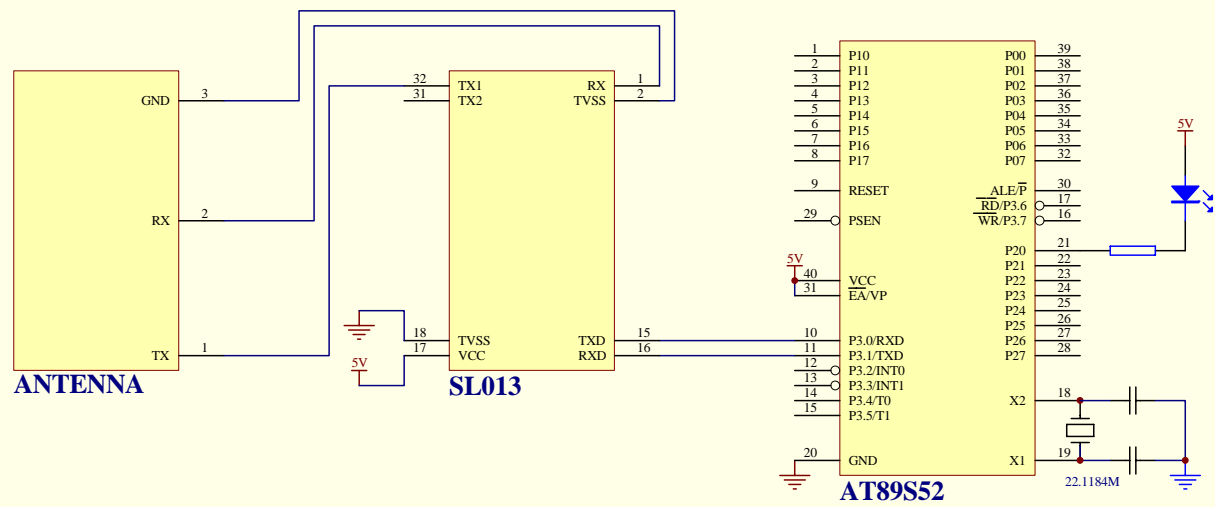 GND 3
RX 2
TX 1
ANTENNA
32 TX1
31 TX2
RX 1
TVSS 2
18 TVSS
17 VCC
5V
TXD 15
RXD 16
SL013
1 P10
2 P11
3 P12
4 P13
5 P14
6 P15
7 P16
8 P17
9 RESET
29 PSEN
5V
40 VCC
31 EA/VP
10 P3.0/RXD
11 P3.1/TXD
12 P3.2/INT0
13 P3.3/INT1
14 P3.4/T0
15 P3.5/T1
20 GND
P00 39
P01 38
P02 37
P03 36
P04 35
P05 34
P06 33
P07 32
ALE/P 30
RD/P3.6 17
WR/P3.7 16
P20 21
P21 22
P22 23
P23 24
P24 25
P25 26
P26 27
P27 28
X2 18
X1 19
AT89S52
5V
22.1184M